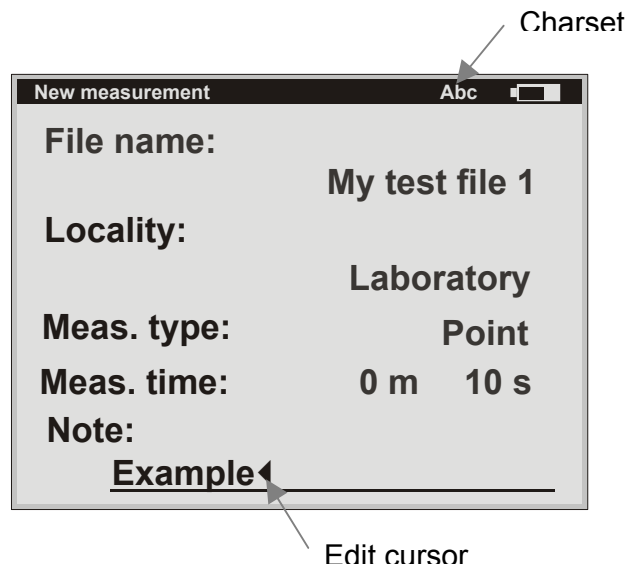 Charset
New measurement Abc
File name:
My test file 1
Locality:
Laboratory
Meas. type: Point
Meas. time: 0 m 10 s
Note:
Example
Edit cursor